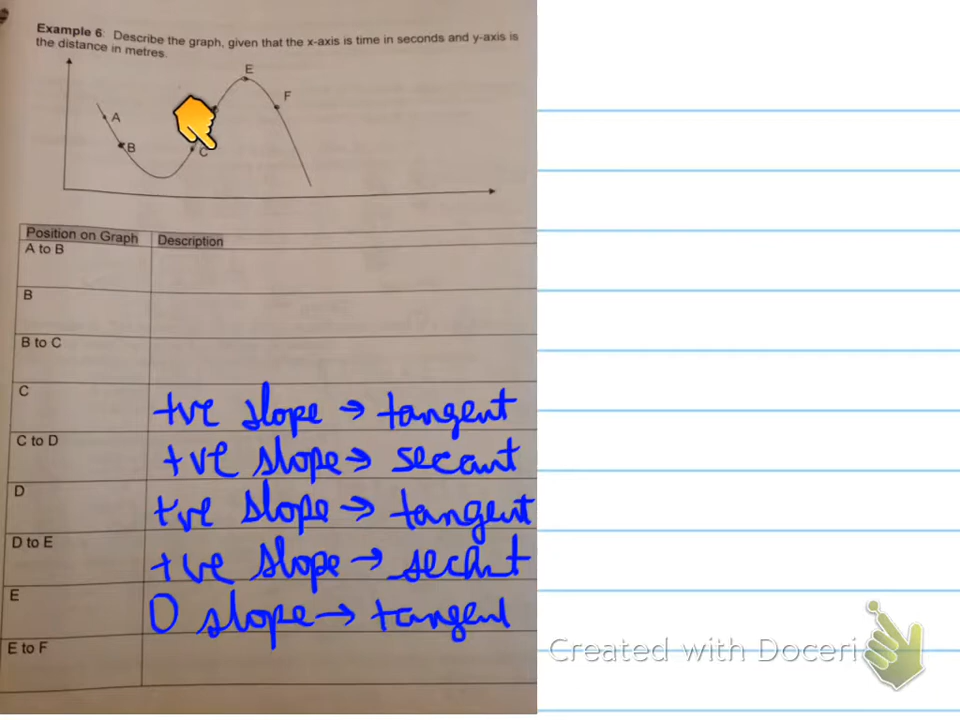 Example 6: Describe the graph, given that the x-axis is time in seconds and y-axis is
the distance in metres.
E
F
A
B
C
Position on Graph Description
A to B
B
B to C
C +ve slope → tangent
C to D +ve slope → secant
D +ve slope → tangent
D to E +ve slope → secant
E 0 slope → tangent
E to F
Created with Doceri